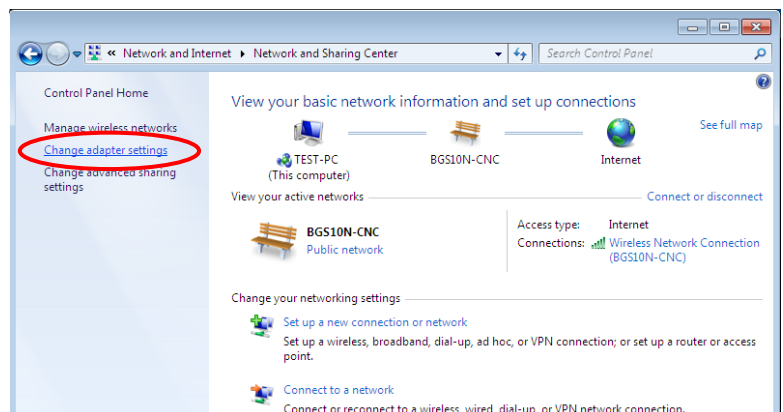 « Network and Internet ▸ Network and Sharing Center
Search Control Panel
Control Panel Home
Manage wireless networks
Change adapter settings
Change advanced sharing
settings
View your basic network information and set up connections
See full map
TEST-PC
(This computer)
BGS10N-CNC
Internet
View your active networks
Connect or disconnect
BGS10N-CNC
Public network
Access type: Internet
Connections: Wireless Network Connection
(BGS10N-CNC)
Change your networking settings
Set up a new connection or network
Set up a wireless, broadband, dial-up, ad hoc, or VPN connection; or set up a router or access
point.
Connect to a network
Connect or reconnect to a wireless, wired, dial-up, or VPN network connection.